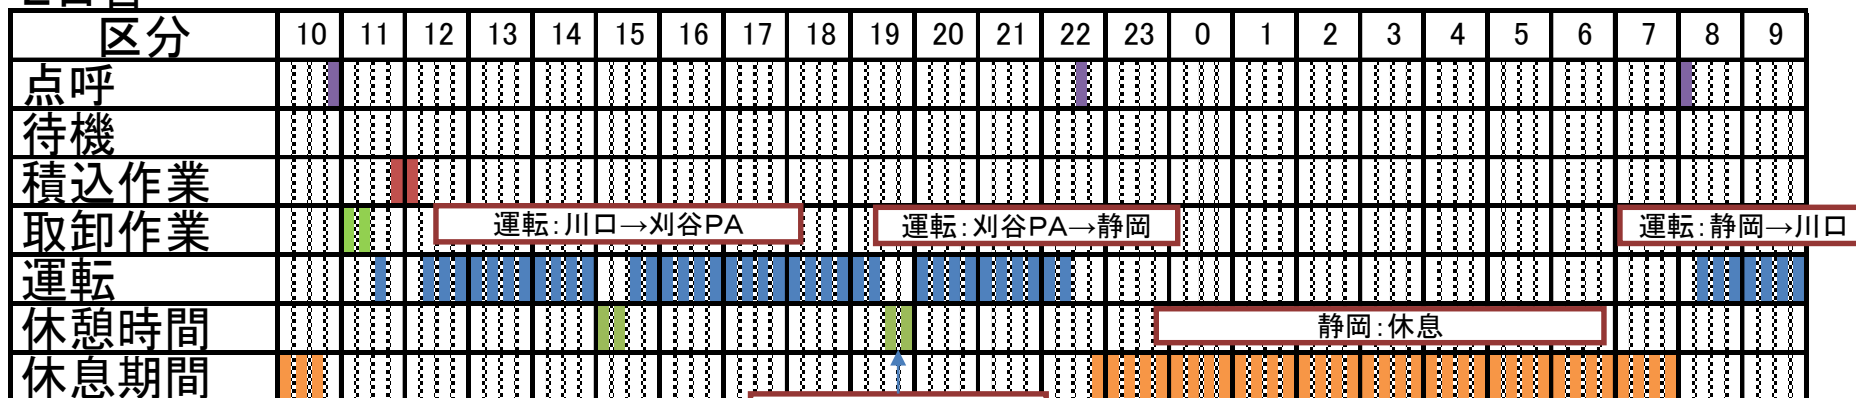 区分 10 11 12 13 14 15 16 17 18 19 20 21 22 23 0 1 2 3 4 5 6 7 8 9
点呼
待機
積込作業
取卸作業 運転:川口→刈谷PA 運転:刈谷PA→静岡 運転:静岡→川口
運転
休憩時間 静岡:休息
休息期間